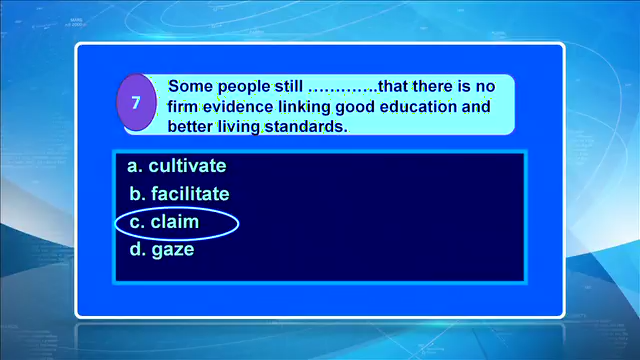 7
Some people still .............that there is no
firm evidence linking good education and
better living standards.
a. cultivate
b. facilitate
c. claim
d. gaze